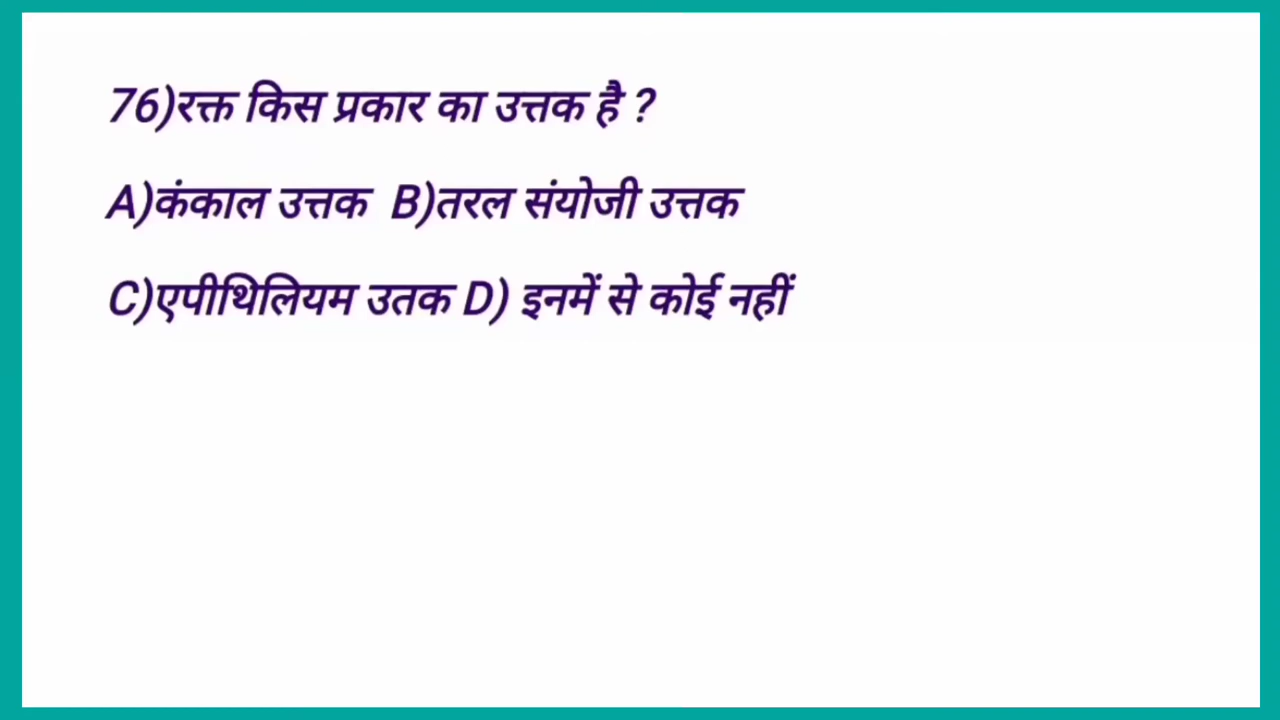 76)रक्त किस प्रकार का उत्तक है ?
A)कंकाल उत्तक B)तरल संयोजी उत्तक
C)एपीथिलियम उतक D) इनमें से कोई नहीं